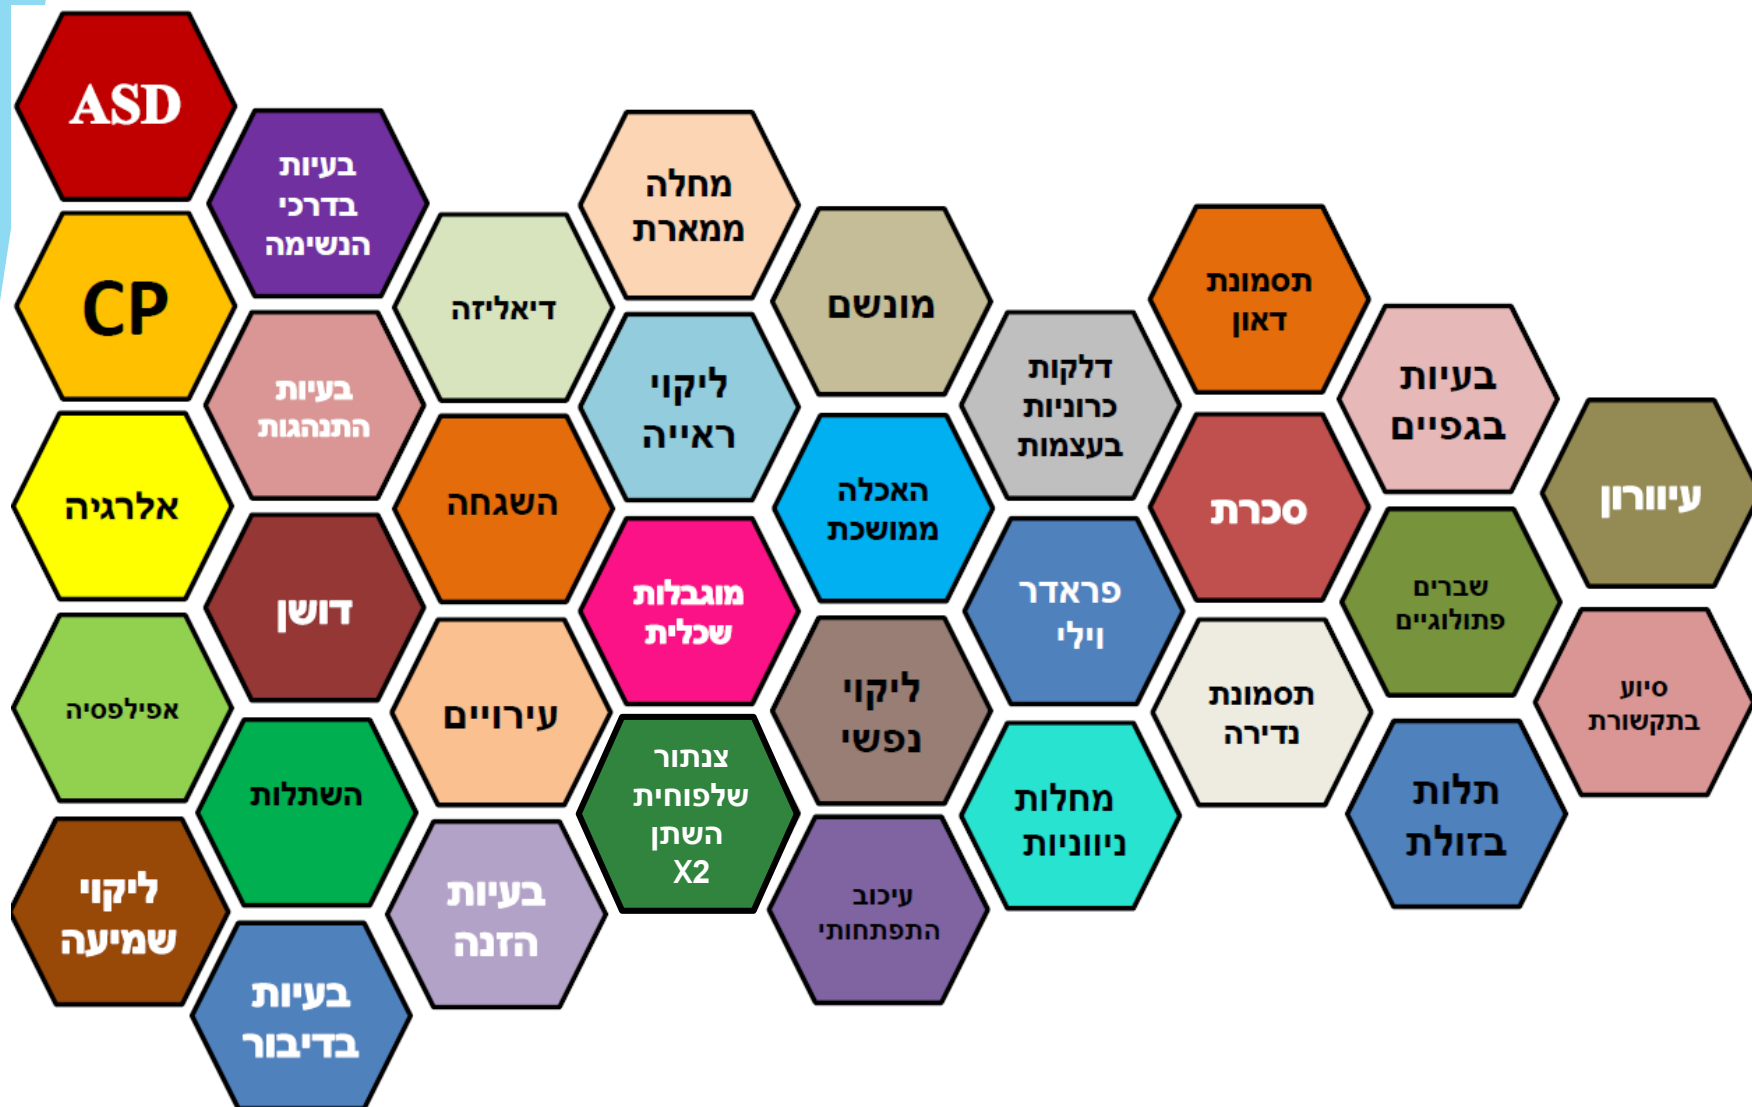 ASD
CP
אלרגיה
אפילפסיה
ליקוי
שמיעה
בעיות
בדרכי
הנשימה
בעיות
התנהגות
דושן
השתלות
בעיות
בדיבור
דיאליזה
השגחה
עירויים
בעיות
הזנה
מחלה
ממארת
ליקוי
ראייה
מוגבלות
שכלית
צנתור
שלפוחית
השתן
X2
מונשם
האכלה
ממושכת
ליקוי
נפשי
עיכוב
התפתחותי
דלקות
כרוניות
בעצמות
פראדר
וילי
מחלות
ניווניות
תסמונת
דאון
סכרת
תסמונת
נדירה
בעיות
בגפיים
שברים
פתולוגיים
תלות
בזולת
עיוורון
סיוע
בתקשורת